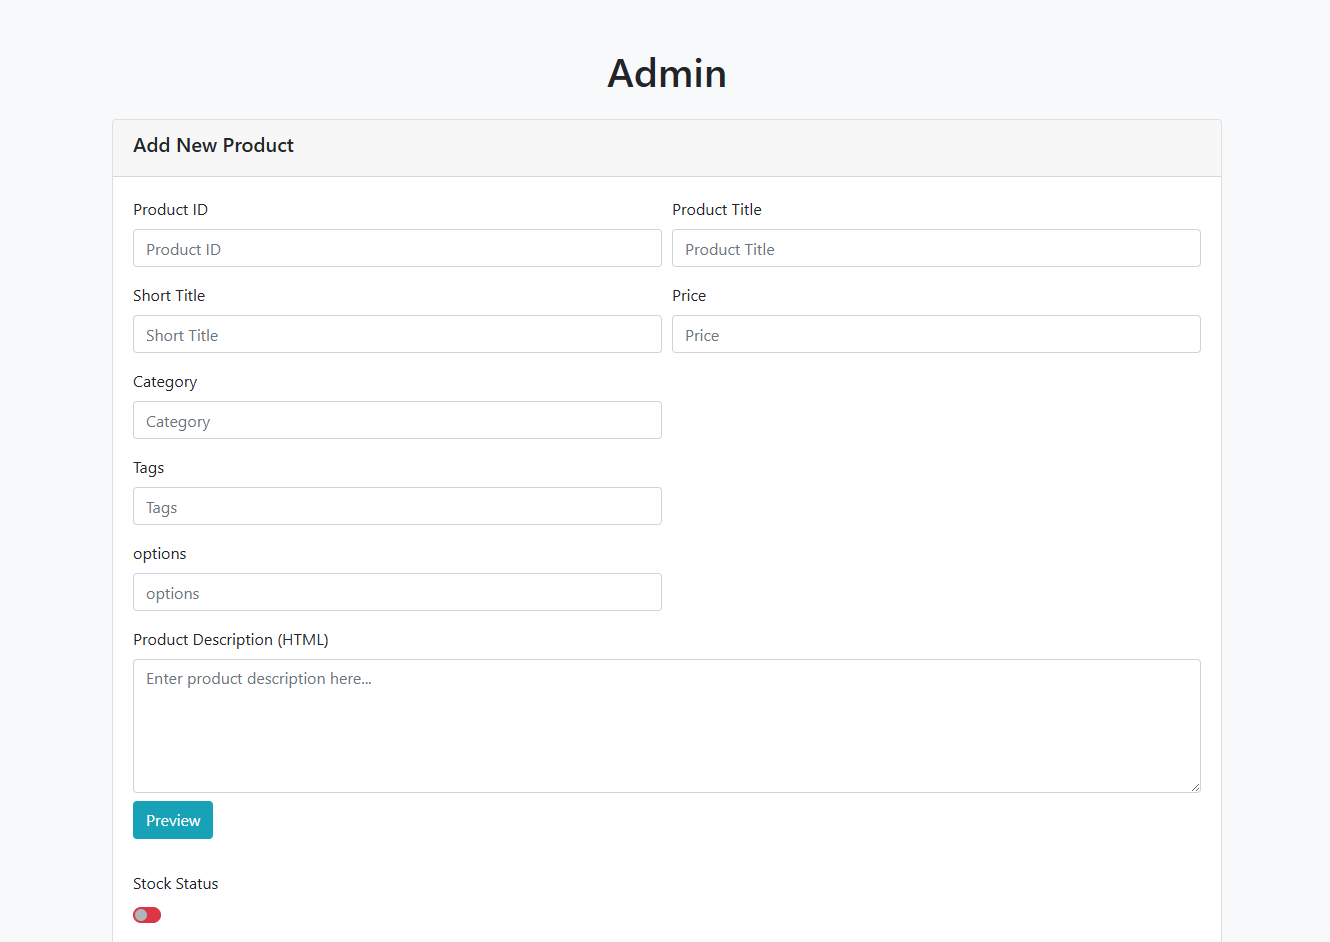 Admin
Add New Product
Product ID
Product Title
Product ID
Product Title
Short Title
Price
Short Title
Price
Category
Category
Tags
Tags
options
options
Product Description (HTML)
Enter product description here...
Preview
Stock Status